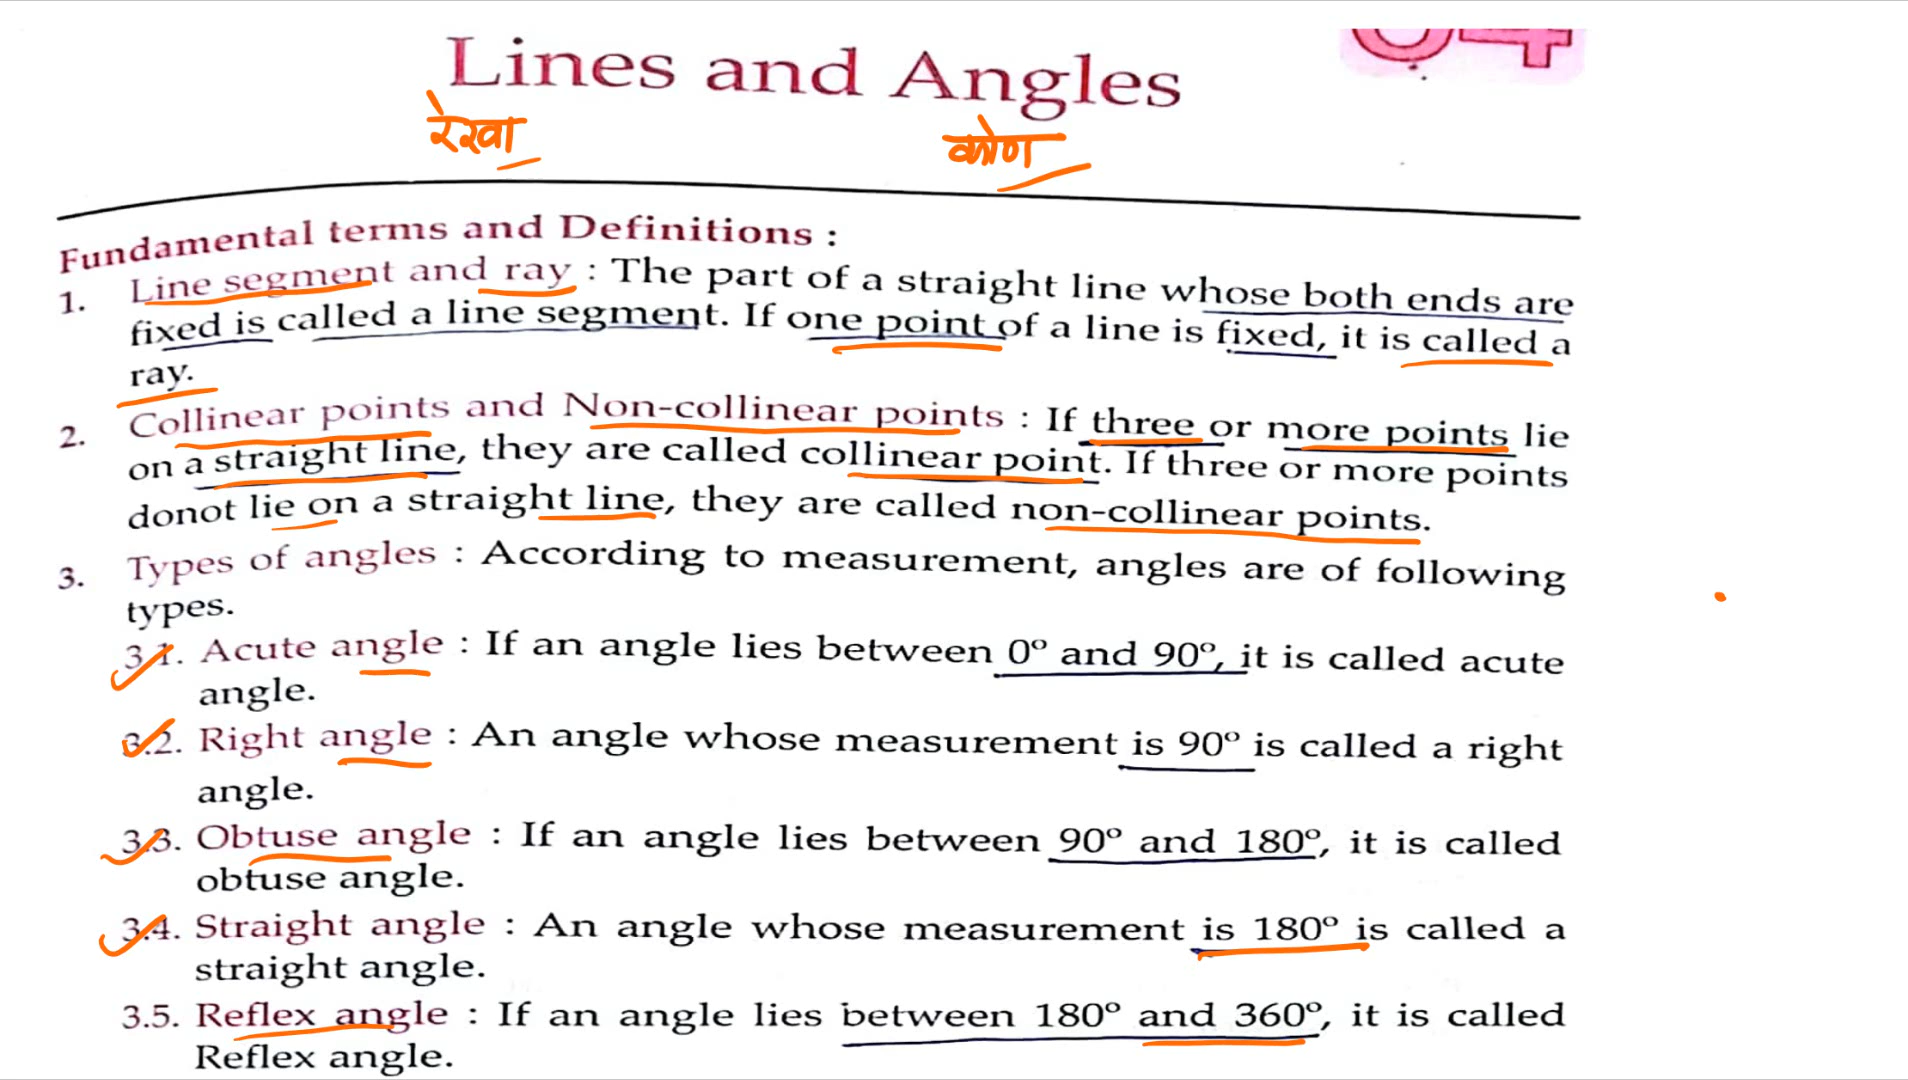 Lines and Angles
रेखा
कोण
Fundamental terms and Definitions :
1. Line segment and ray : The part of a straight line whose both ends are
fixed is called a line segment. If one point of a line is fixed, it is called a
ray.
2. Collinear points and Non-collinear points : If three or more points lie
on a straight line, they are called collinear point. If three or more points
donot lie on a straight line, they are called non-collinear points.
3. Types of angles : According to measurement, angles are of following
types.
3.1. Acute angle : If an angle lies between 0° and 90°, it is called acute
angle.
3.2. Right angle : An angle whose measurement is 90° is called a right
angle.
3.3. Obtuse angle : If an angle lies between 90° and 180°, it is called
obtuse angle.
3.4. Straight angle : An angle whose measurement is 180° is called a
straight angle.
3.5. Reflex angle : If an angle lies between 180° and 360°, it is called
Reflex angle.